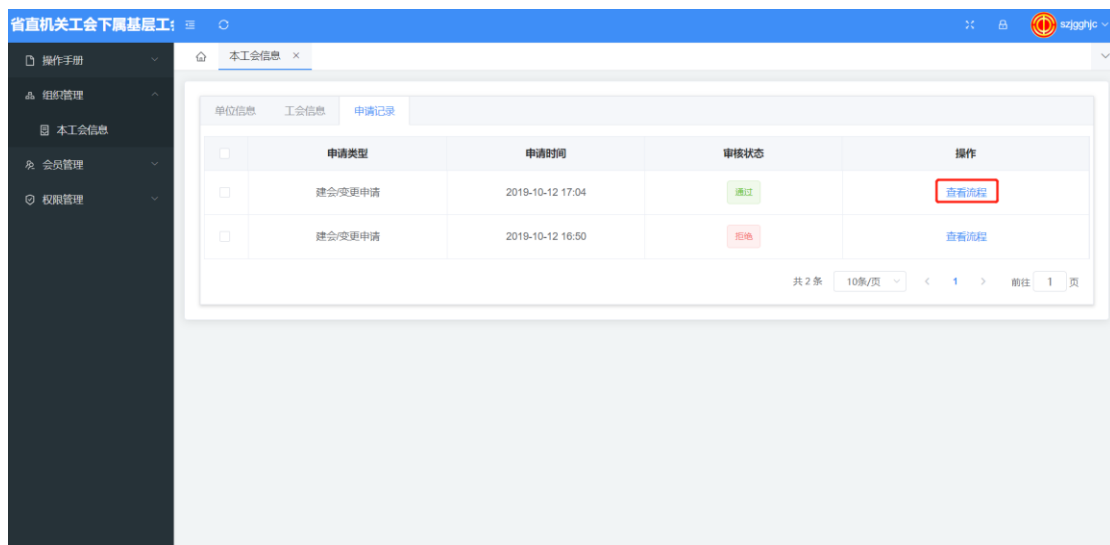 省直机关工会下属基层工会
szjgghjc
操作手册
组织管理
本工会信息
会员管理
权限管理
本工会信息 ×
单位信息 工会信息 申请记录
申请类型 申请时间 审核状态 操作
建会/变更申请 2019-10-12 17:04 通过 查看流程
建会/变更申请 2019-10-12 16:50 拒绝 查看流程
共 2 条 10条/页 < 1 > 前往 1 页